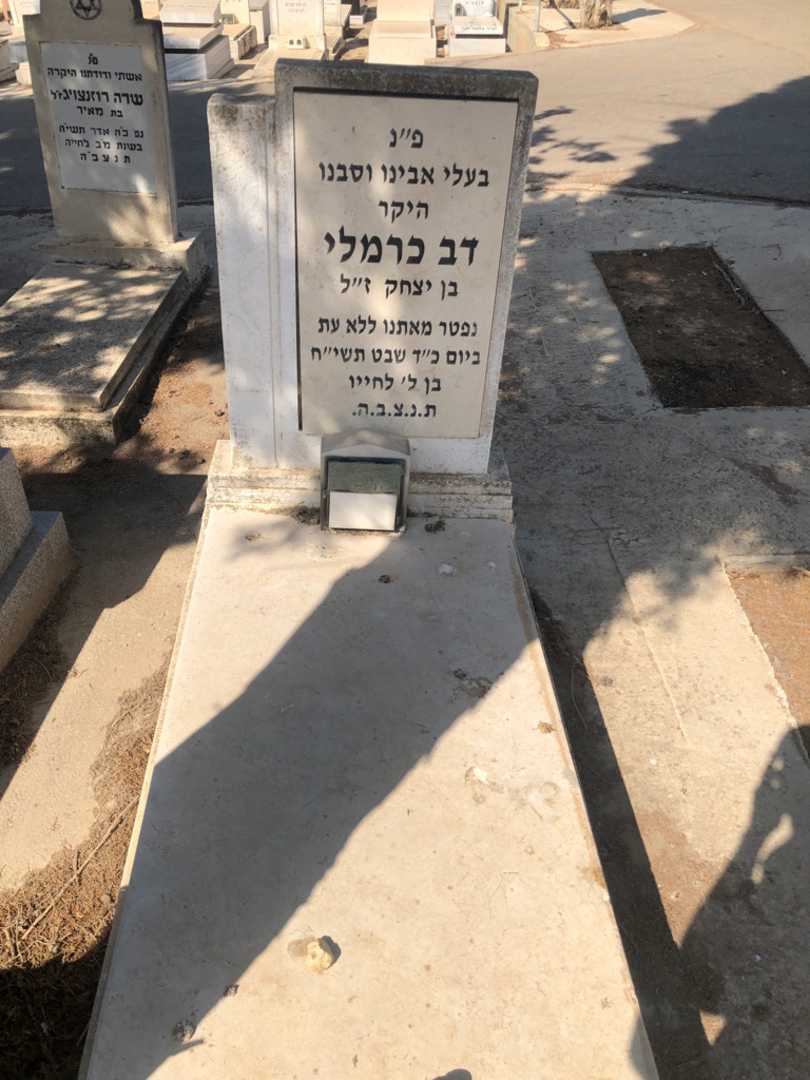 פ״נ
בעלי אבינו וסבנו
היקר
דב כרמלי
בן יצחק ז״ל
נפטר מאתנו ללא עת
ביום כ״ד שבט תשי״ח
בן ל׳ לחייו
ת.נ.צ.ב.ה.
פ״נ
אשתי ודודתנו היקרה
שרה רוזנצויג ז״ל
בת מאיר
נפ׳ כ״ח אדר תשי״ח
בשנת מ״ב לחייה
ת נ צ ב ״ה